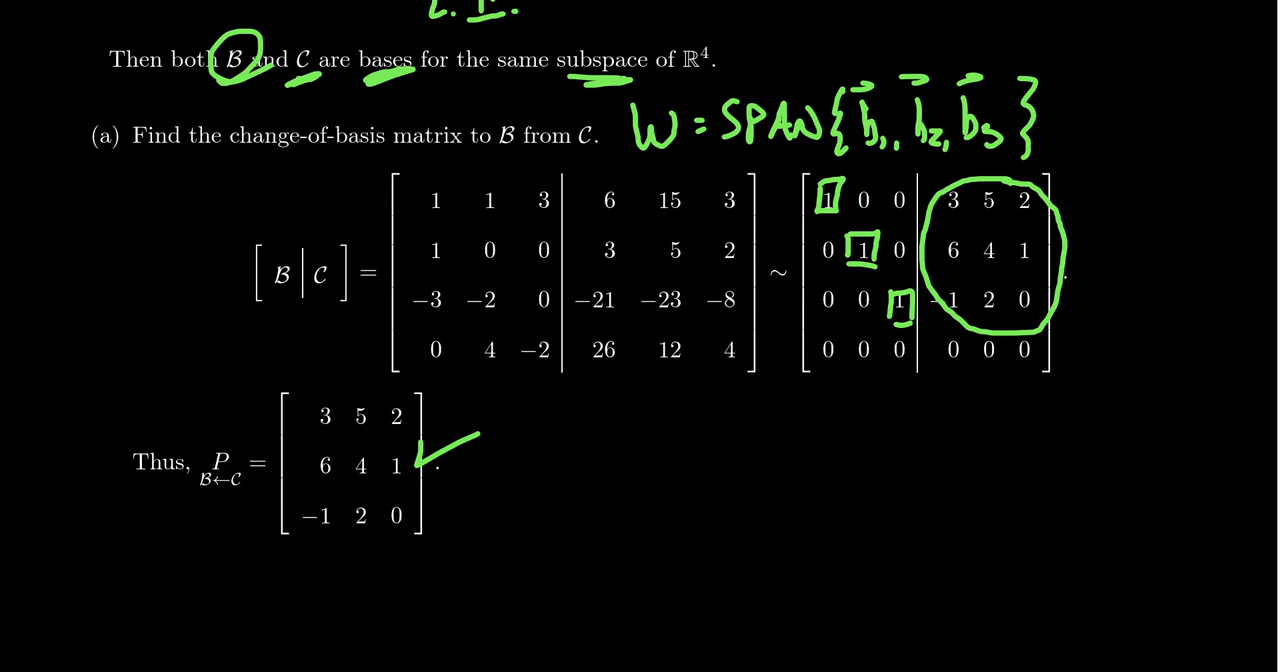 Then both B and C are bases for the same subspace of ℝ⁴.
(a) Find the change-of-basis matrix to B from C. W = SPAN{b₁, b₂, b₃}
[ B | C ] = [ 1 1 3 | 6 15 3 ] ~ [ 1 0 0 | 3 5 2 ].
1 0 0 | 3 5 2 0 1 0 | 6 4 1
−3 −2 0 | −21 −23 −8 0 0 1 | −1 2 0
0 4 −2 | 26 12 4 0 0 0 | 0 0 0
3 5 2
Thus, P B←C = 6 4 1 .
−1 2 0